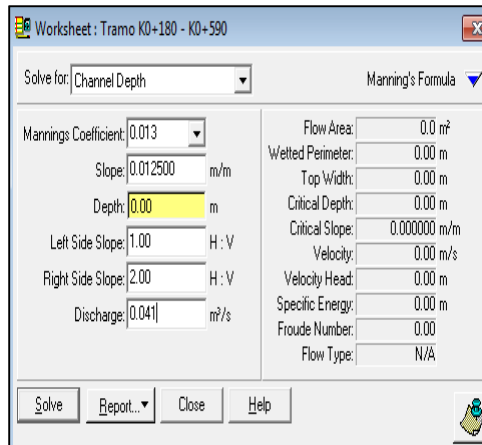 Worksheet : Tramo K0+180 - K0+590
Solve for: Channel Depth
Manning's Formula
Mannings Coefficient: 0.013
Slope: 0.012500 m/m
Depth: 0.00 m
Left Side Slope: 1.00 H : V
Right Side Slope: 2.00 H : V
Discharge: 0.041 m³/s
Flow Area: 0.0 m²
Wetted Perimeter: 0.00 m
Top Width: 0.00 m
Critical Depth: 0.00 m
Critical Slope: 0.000000 m/m
Velocity: 0.00 m/s
Velocity Head: 0.00 m
Specific Energy: 0.00 m
Froude Number: 0.00
Flow Type: N/A
Solve Report... Close Help